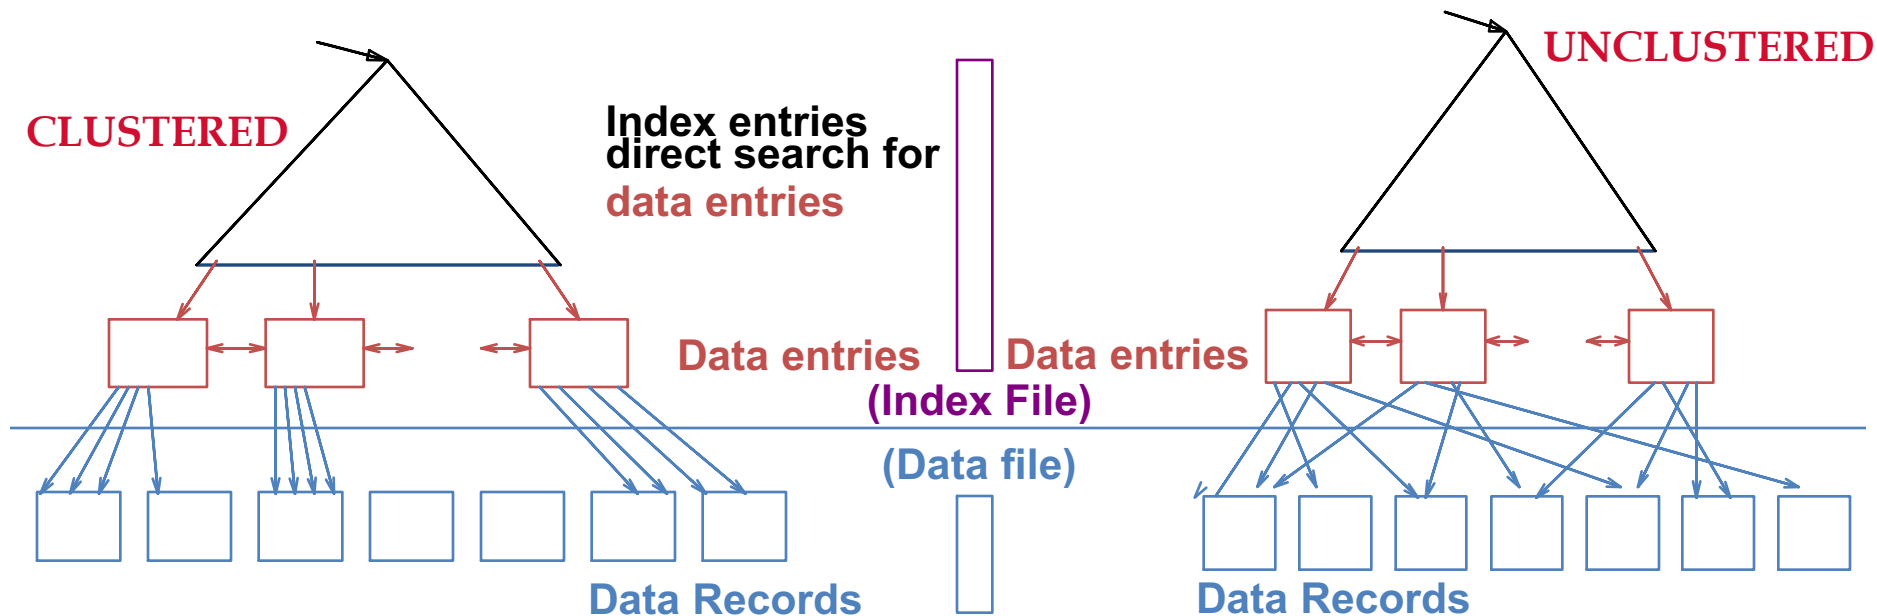 CLUSTERED
Index entries
direct search for
data entries
UNCLUSTERED
Data entries
Data entries
(Index File)
(Data file)
Data Records
Data Records